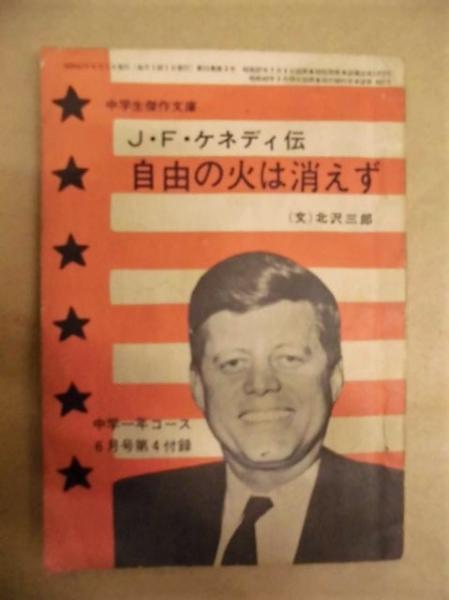 中学生傑作文庫
J・F・ケネディ伝
自由の火は消えず
（文）北沢三郎
中学一年コース
6月号第4付録